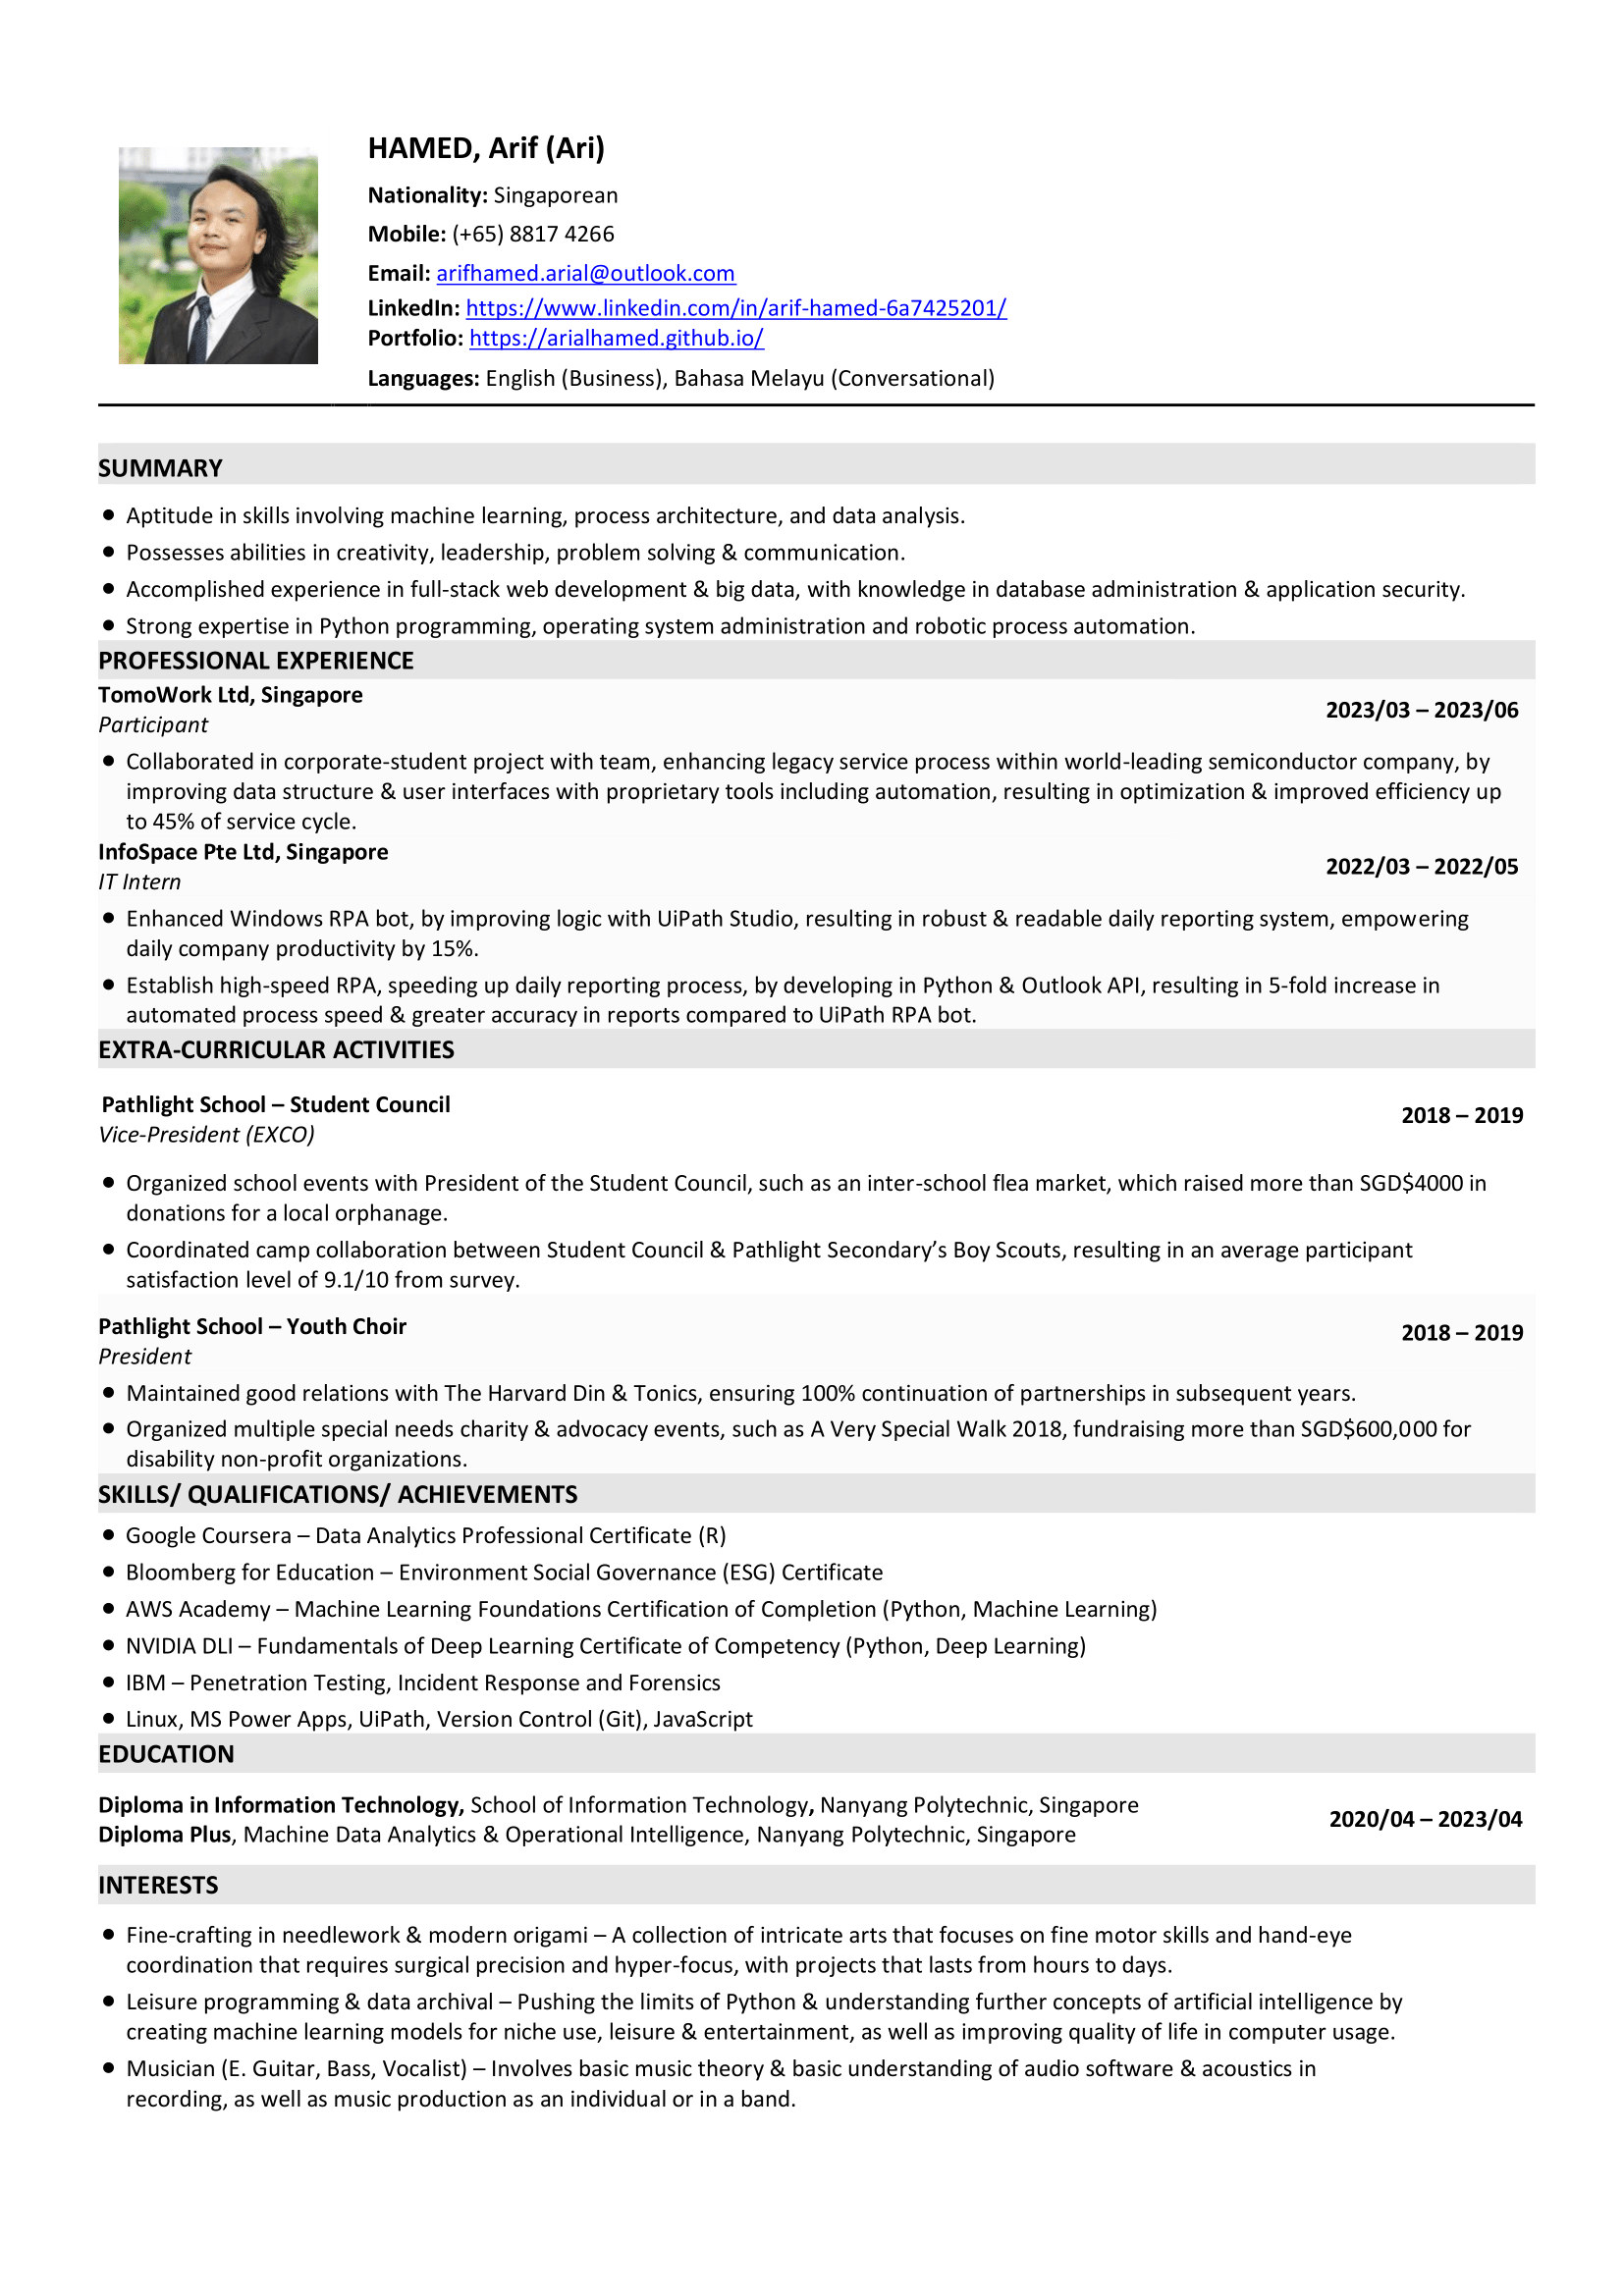 HAMED, Arif (Ari)
Nationality: Singaporean
Mobile: (+65) 8817 4266
Email: arifhamed.arial@outlook.com
LinkedIn: https://www.linkedin.com/in/arif-hamed-6a7425201/
Portfolio: https://arialhamed.github.io/
Languages: English (Business), Bahasa Melayu (Conversational)
SUMMARY
● Aptitude in skills involving machine learning, process architecture, and data analysis.
● Possesses abilities in creativity, leadership, problem solving & communication.
● Accomplished experience in full-stack web development & big data, with knowledge in database administration & application security.
● Strong expertise in Python programming, operating system administration and robotic process automation.
PROFESSIONAL EXPERIENCE
TomoWork Ltd, Singapore
2023/03 – 2023/06
Participant
● Collaborated in corporate-student project with team, enhancing legacy service process within world-leading semiconductor company, by
improving data structure & user interfaces with proprietary tools including automation, resulting in optimization & improved efficiency up
to 45% of service cycle.
InfoSpace Pte Ltd, Singapore
2022/03 – 2022/05
IT Intern
● Enhanced Windows RPA bot, by improving logic with UiPath Studio, resulting in robust & readable daily reporting system, empowering
daily company productivity by 15%.
● Establish high-speed RPA, speeding up daily reporting process, by developing in Python & Outlook API, resulting in 5-fold increase in
automated process speed & greater accuracy in reports compared to UiPath RPA bot.
EXTRA-CURRICULAR ACTIVITIES
Pathlight School – Student Council
2018 – 2019
Vice-President (EXCO)
● Organized school events with President of the Student Council, such as an inter-school flea market, which raised more than SGD$4000 in
donations for a local orphanage.
● Coordinated camp collaboration between Student Council & Pathlight Secondary’s Boy Scouts, resulting in an average participant
satisfaction level of 9.1/10 from survey.
Pathlight School – Youth Choir
2018 – 2019
President
● Maintained good relations with The Harvard Din & Tonics, ensuring 100% continuation of partnerships in subsequent years.
● Organized multiple special needs charity & advocacy events, such as A Very Special Walk 2018, fundraising more than SGD$600,000 for
disability non-profit organizations.
SKILLS/ QUALIFICATIONS/ ACHIEVEMENTS
● Google Coursera – Data Analytics Professional Certificate (R)
● Bloomberg for Education – Environment Social Governance (ESG) Certificate
● AWS Academy – Machine Learning Foundations Certification of Completion (Python, Machine Learning)
● NVIDIA DLI – Fundamentals of Deep Learning Certificate of Competency (Python, Deep Learning)
● IBM – Penetration Testing, Incident Response and Forensics
● Linux, MS Power Apps, UiPath, Version Control (Git), JavaScript
EDUCATION
Diploma in Information Technology, School of Information Technology, Nanyang Polytechnic, Singapore
2020/04 – 2023/04
Diploma Plus, Machine Data Analytics & Operational Intelligence, Nanyang Polytechnic, Singapore
INTERESTS
● Fine-crafting in needlework & modern origami – A collection of intricate arts that focuses on fine motor skills and hand-eye
coordination that requires surgical precision and hyper-focus, with projects that lasts from hours to days.
● Leisure programming & data archival – Pushing the limits of Python & understanding further concepts of artificial intelligence by
creating machine learning models for niche use, leisure & entertainment, as well as improving quality of life in computer usage.
● Musician (E. Guitar, Bass, Vocalist) – Involves basic music theory & basic understanding of audio software & acoustics in
recording, as well as music production as an individual or in a band.